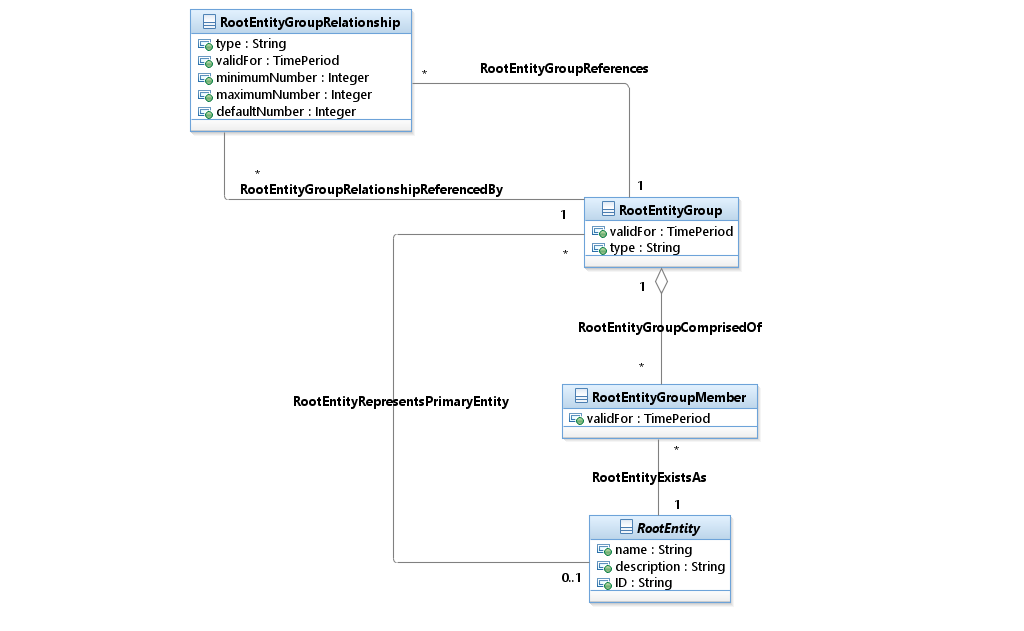 RootEntityGroupRelationship
type : String
validFor : TimePeriod
minimumNumber : Integer
maximumNumber : Integer
defaultNumber : Integer
*
RootEntityGroupReferences
*
RootEntityGroupRelationshipReferencedBy
1
1
RootEntityGroup
validFor : TimePeriod
type : String
*
1
RootEntityGroupComprisedOf
*
RootEntityRepresentsPrimaryEntity
RootEntityGroupMember
validFor : TimePeriod
*
RootEntityExistsAs
1
RootEntity
name : String
description : String
ID : String
0..1